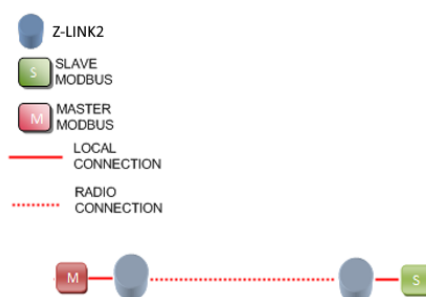 Z-LINK2
S
SLAVE
MODBUS
M
MASTER
MODBUS
LOCAL
CONNECTION
RADIO
CONNECTION
M
S